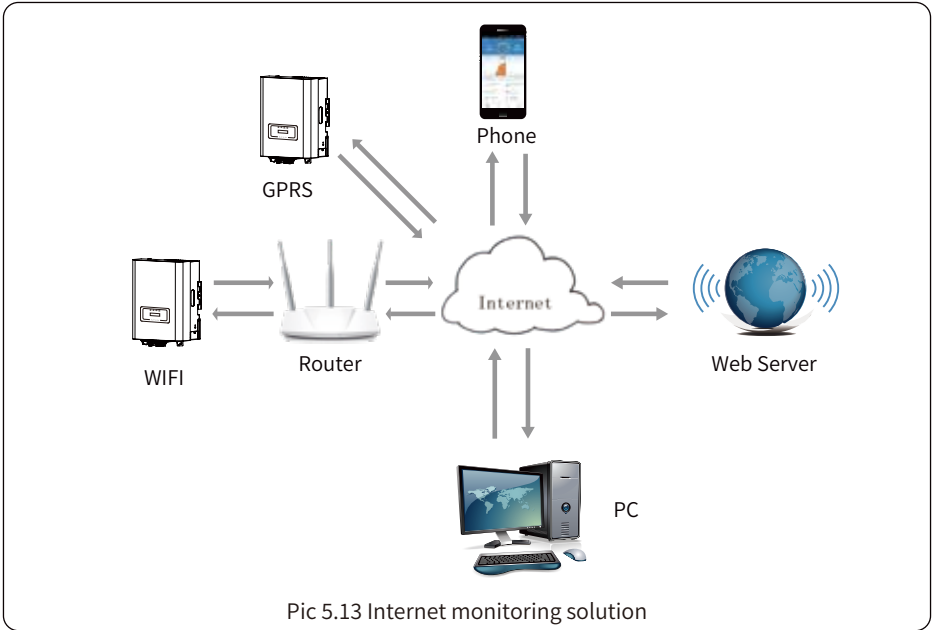 Phone
GPRS
Internet
WIFI
Router
Web Server
PC
Pic 5.13 Internet monitoring solution